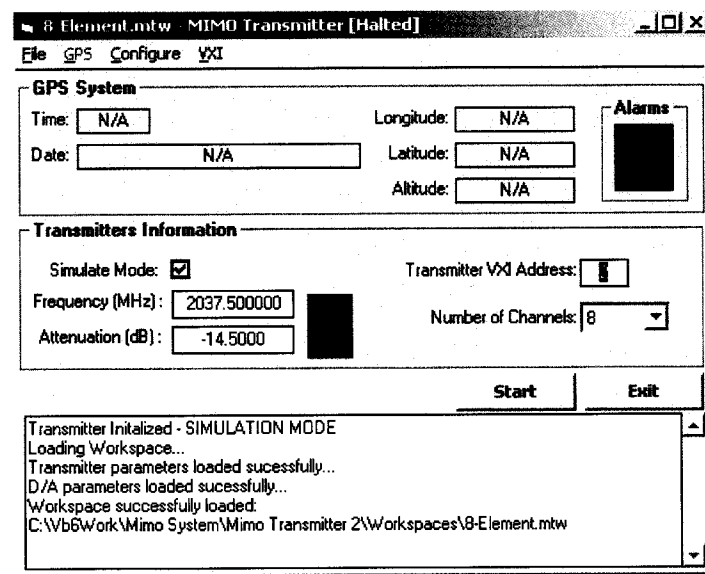 8-Element.mtw - MIMO Transmitter [Halted]
File GPS Configure VXI
GPS System
Time: N/A
Date: N/A
Longitude: N/A
Latitude: N/A
Altitude: N/A
Alarms
Transmitters Information
Simulate Mode:
Frequency (MHz) : 2037.500000
Attenuation (dB) : -14.5000
Transmitter VXI Address:
Number of Channels: 8
Start Exit
Transmitter Initalized - SIMULATION MODE
Loading Workspace...
Transmitter parameters loaded sucessfully...
D/A parameters loaded sucessfully...
Workspace successfully loaded:
C:\Vb6Work\Mimo System\Mimo Transmitter 2\Workspaces\8-Element.mtw